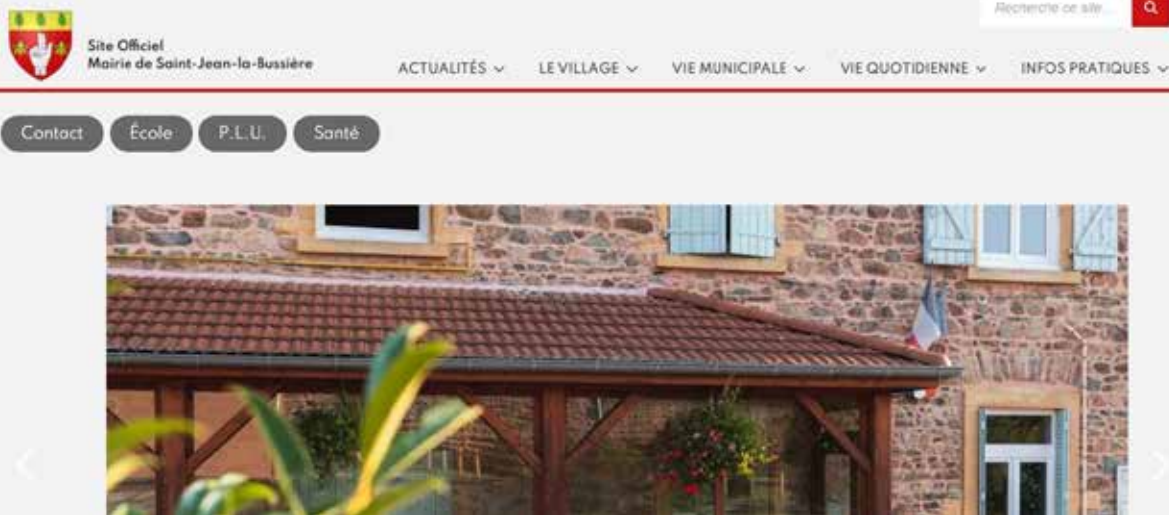 Recherche ce site...
Site Officiel
Mairie de Saint-Jean-la-Bussière
ACTUALITÉS LE VILLAGE VIE MUNICIPALE VIE QUOTIDIENNE INFOS PRATIQUES
Contact École P.L.U. Santé